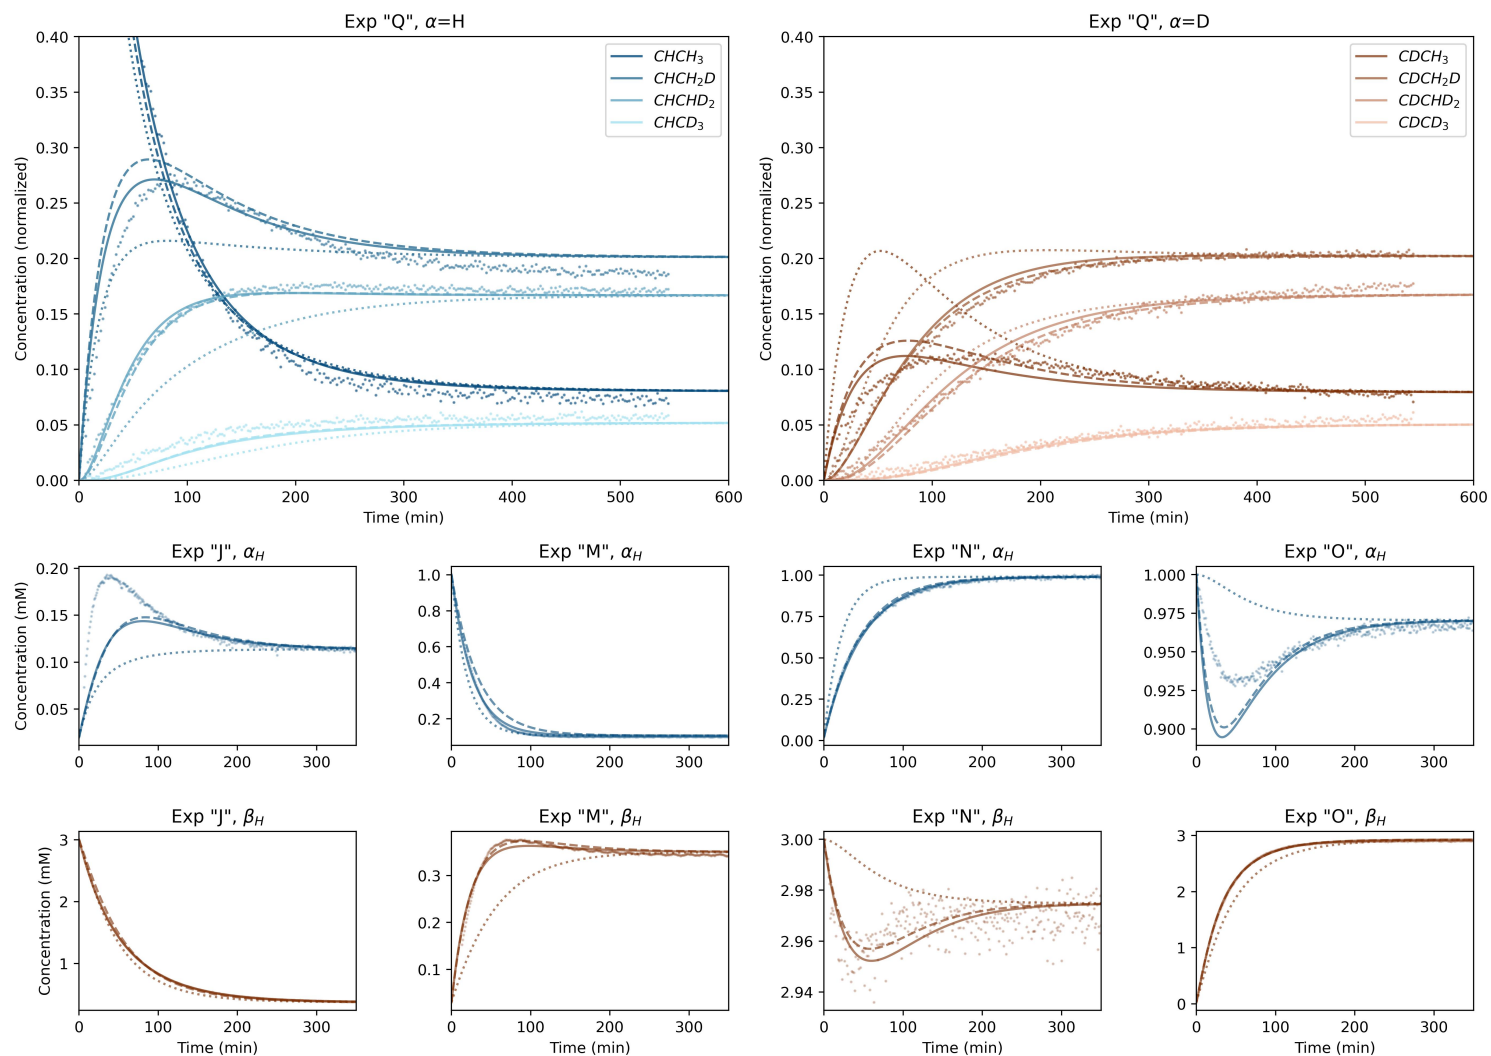 Exp "Q", α=H
Concentration (normalized)
0.40
0.35
0.30
0.25
0.20
0.15
0.10
0.05
0.00
CHCH₃
CHCH₂D
CHCHD₂
CHCD₃
0 100 200 300 400 500 600
Time (min)
Exp "Q", α=D
Concentration (normalized)
0.40
0.35
0.30
0.25
0.20
0.15
0.10
0.05
0.00
CDCH₃
CDCH₂D
CDCHD₂
CDCD₃
0 100 200 300 400 500 600
Time (min)
Exp "J", α_H
Concentration (mM)
0.20
0.15
0.10
0.05
0 100 200 300
Exp "M", α_H
1.0
0.8
0.6
0.4
0.2
0 100 200 300
Exp "N", α_H
1.00
0.75
0.50
0.25
0.00
0 100 200 300
Exp "O", α_H
1.000
0.975
0.950
0.925
0.900
0 100 200 300
Exp "J", β_H
Concentration (mM)
3
2
1
0 100 200 300
Time (min)
Exp "M", β_H
0.3
0.2
0.1
0 100 200 300
Time (min)
Exp "N", β_H
3.00
2.98
2.96
2.94
0 100 200 300
Time (min)
Exp "O", β_H
3
2
1
0
0 100 200 300
Time (min)